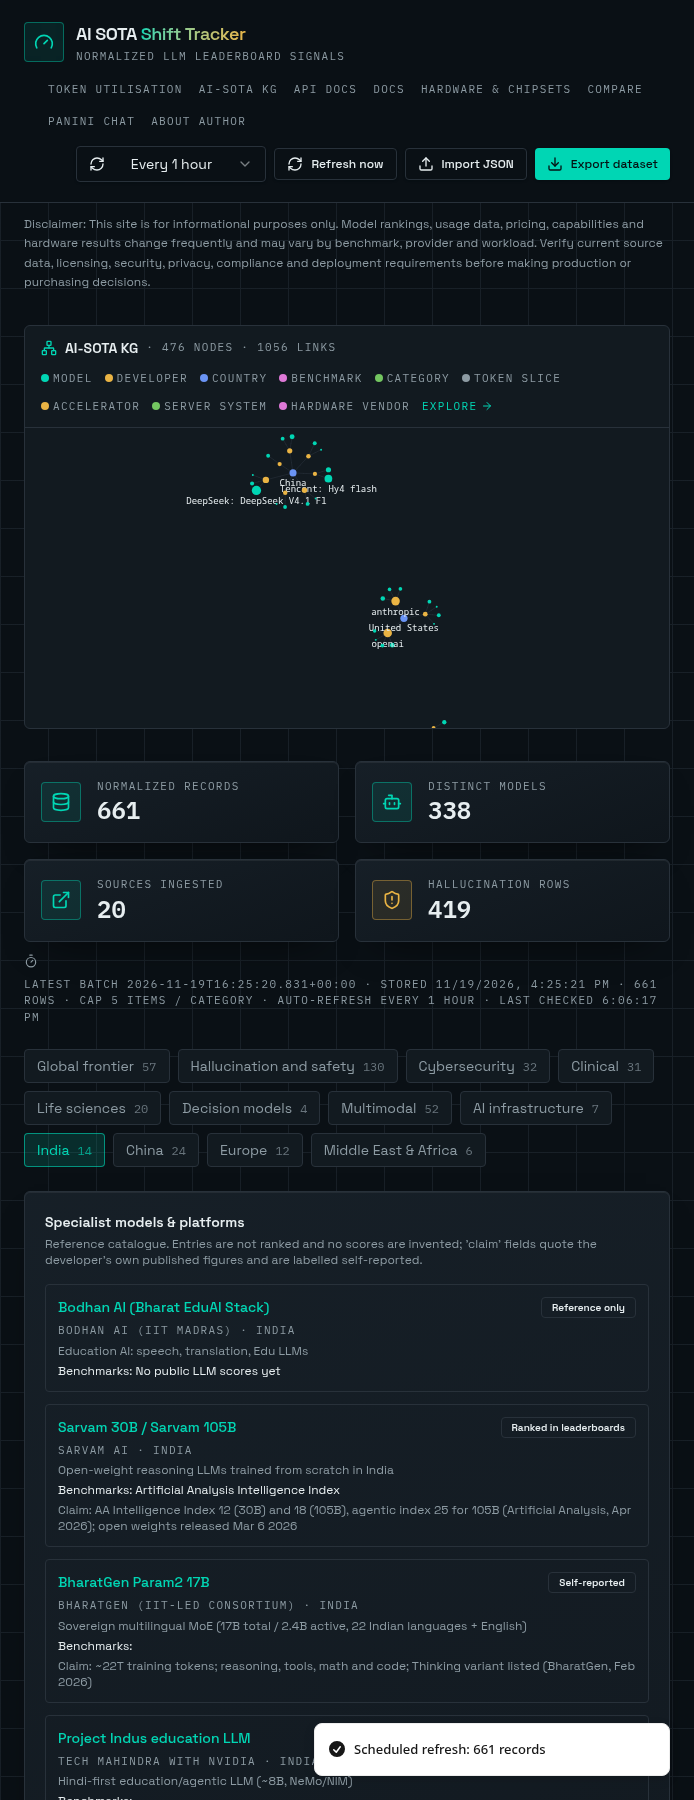 AI SOTA Shift Tracker
NORMALIZED LLM LEADERBOARD SIGNALS
TOKEN UTILISATION AI-SOTA KG API DOCS DOCS HARDWARE & CHIPSETS COMPARE
PANINI CHAT ABOUT AUTHOR
Every 1 hour Refresh now Import JSON Export dataset
Disclaimer: This site is for informational purposes only. Model rankings, usage data, pricing, capabilities and
hardware results change frequently and may vary by benchmark, provider and workload. Verify current source
data, licensing, security, privacy, compliance and deployment requirements before making production or
purchasing decisions.
AI-SOTA KG · 476 NODES · 1056 LINKS
MODEL DEVELOPER COUNTRY BENCHMARK CATEGORY TOKEN SLICE
ACCELERATOR SERVER SYSTEM HARDWARE VENDOR EXPLORE →
China
Tencent: Hy4 flash
DeepSeek: DeepSeek V4.1 F1
anthropic
United States
openai
NORMALIZED RECORDS
661
DISTINCT MODELS
338
SOURCES INGESTED
20
HALLUCINATION ROWS
419
LATEST BATCH 2026-11-19T16:25:20.831+00:00 · STORED 11/19/2026, 4:25:21 PM · 661
ROWS · CAP 5 ITEMS / CATEGORY · AUTO-REFRESH EVERY 1 HOUR · LAST CHECKED 6:06:17
PM
Global frontier 57 Hallucination and safety 130 Cybersecurity 32 Clinical 31
Life sciences 20 Decision models 4 Multimodal 52 AI infrastructure 7
India 14 China 24 Europe 12 Middle East & Africa 6
Specialist models & platforms
Reference catalogue. Entries are not ranked and no scores are invented; 'claim' fields quote the
developer's own published figures and are labelled self-reported.
Bodhan AI (Bharat EduAI Stack) Reference only
BODHAN AI (IIT MADRAS) · INDIA
Education AI: speech, translation, Edu LLMs
Benchmarks: No public LLM scores yet
Sarvam 30B / Sarvam 105B Ranked in leaderboards
SARVAM AI · INDIA
Open-weight reasoning LLMs trained from scratch in India
Benchmarks: Artificial Analysis Intelligence Index
Claim: AA Intelligence Index 12 (30B) and 18 (105B), agentic index 25 for 105B (Artificial Analysis, Apr
2026); open weights released Mar 6 2026
BharatGen Param2 17B Self-reported
BHARATGEN (IIT-LED CONSORTIUM) · INDIA
Sovereign multilingual MoE (17B total / 2.4B active, 22 Indian languages + English)
Benchmarks:
Claim: ~22T training tokens; reasoning, tools, math and code; Thinking variant listed (BharatGen, Feb
2026)
Project Indus education LLM
TECH MAHINDRA WITH NVIDIA · INDIA
Hindi-first education/agentic LLM (~8B, NeMo/NIM)
Benchmarks:
Scheduled refresh: 661 records